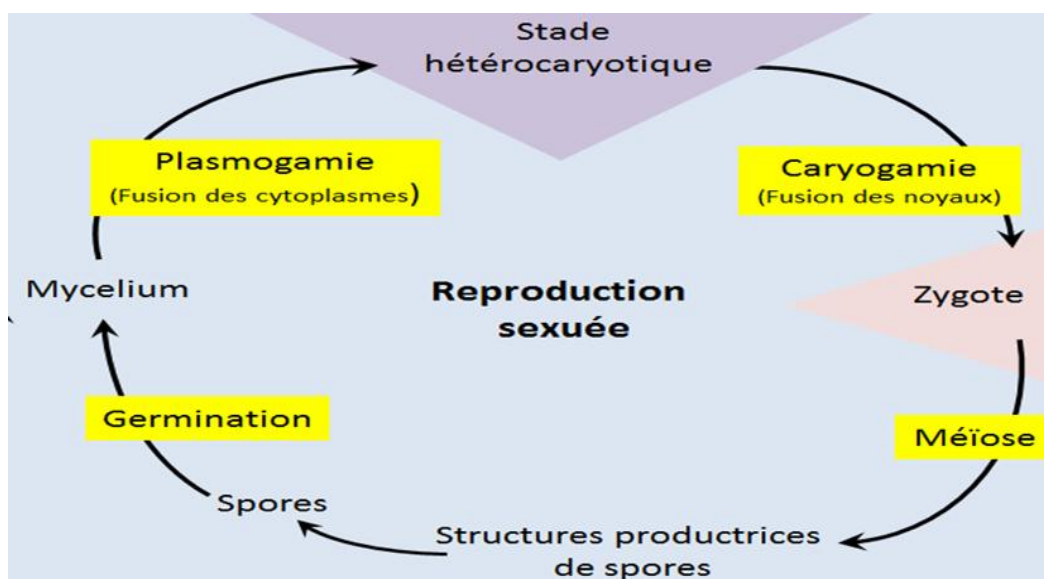 Stade
hétérocaryotique
Plasmogamie
(Fusion des cytoplasmes)
Caryogamie
(Fusion des noyaux)
Mycelium
Reproduction
sexuée
Zygote
Germination
Méïose
Spores
Structures productrices
de spores